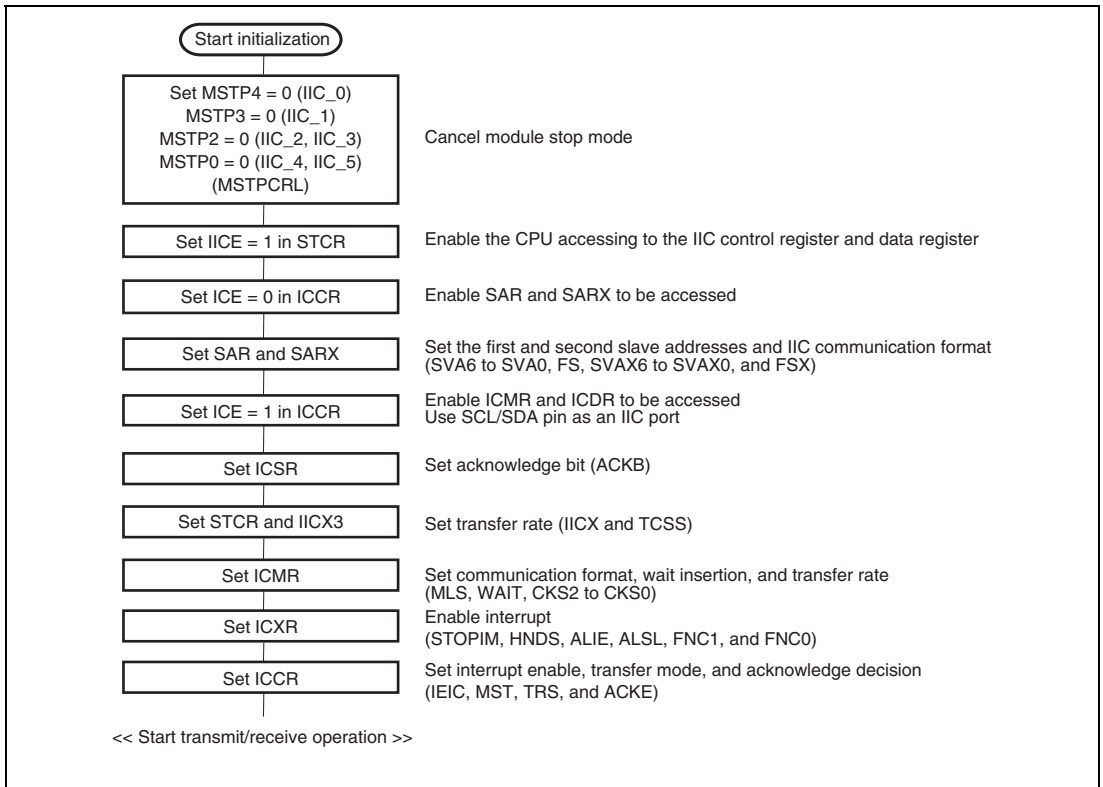 Start initialization
Set MSTP4 = 0 (IIC_0)
MSTP3 = 0 (IIC_1)
MSTP2 = 0 (IIC_2, IIC_3)
MSTP0 = 0 (IIC_4, IIC_5)
(MSTPCRL)
Cancel module stop mode
Set IICE = 1 in STCR
Enable the CPU accessing to the IIC control register and data register
Set ICE = 0 in ICCR
Enable SAR and SARX to be accessed
Set SAR and SARX
Set the first and second slave addresses and IIC communication format
(SVA6 to SVA0, FS, SVAX6 to SVAX0, and FSX)
Set ICE = 1 in ICCR
Enable ICMR and ICDR to be accessed
Use SCL/SDA pin as an IIC port
Set ICSR
Set acknowledge bit (ACKB)
Set STCR and IICX3
Set transfer rate (IICX and TCSS)
Set ICMR
Set communication format, wait insertion, and transfer rate
(MLS, WAIT, CKS2 to CKS0)
Set ICXR
Enable interrupt
(STOPIM, HNDS, ALIE, ALSL, FNC1, and FNC0)
Set ICCR
Set interrupt enable, transfer mode, and acknowledge decision
(IEIC, MST, TRS, and ACKE)
<< Start transmit/receive operation >>